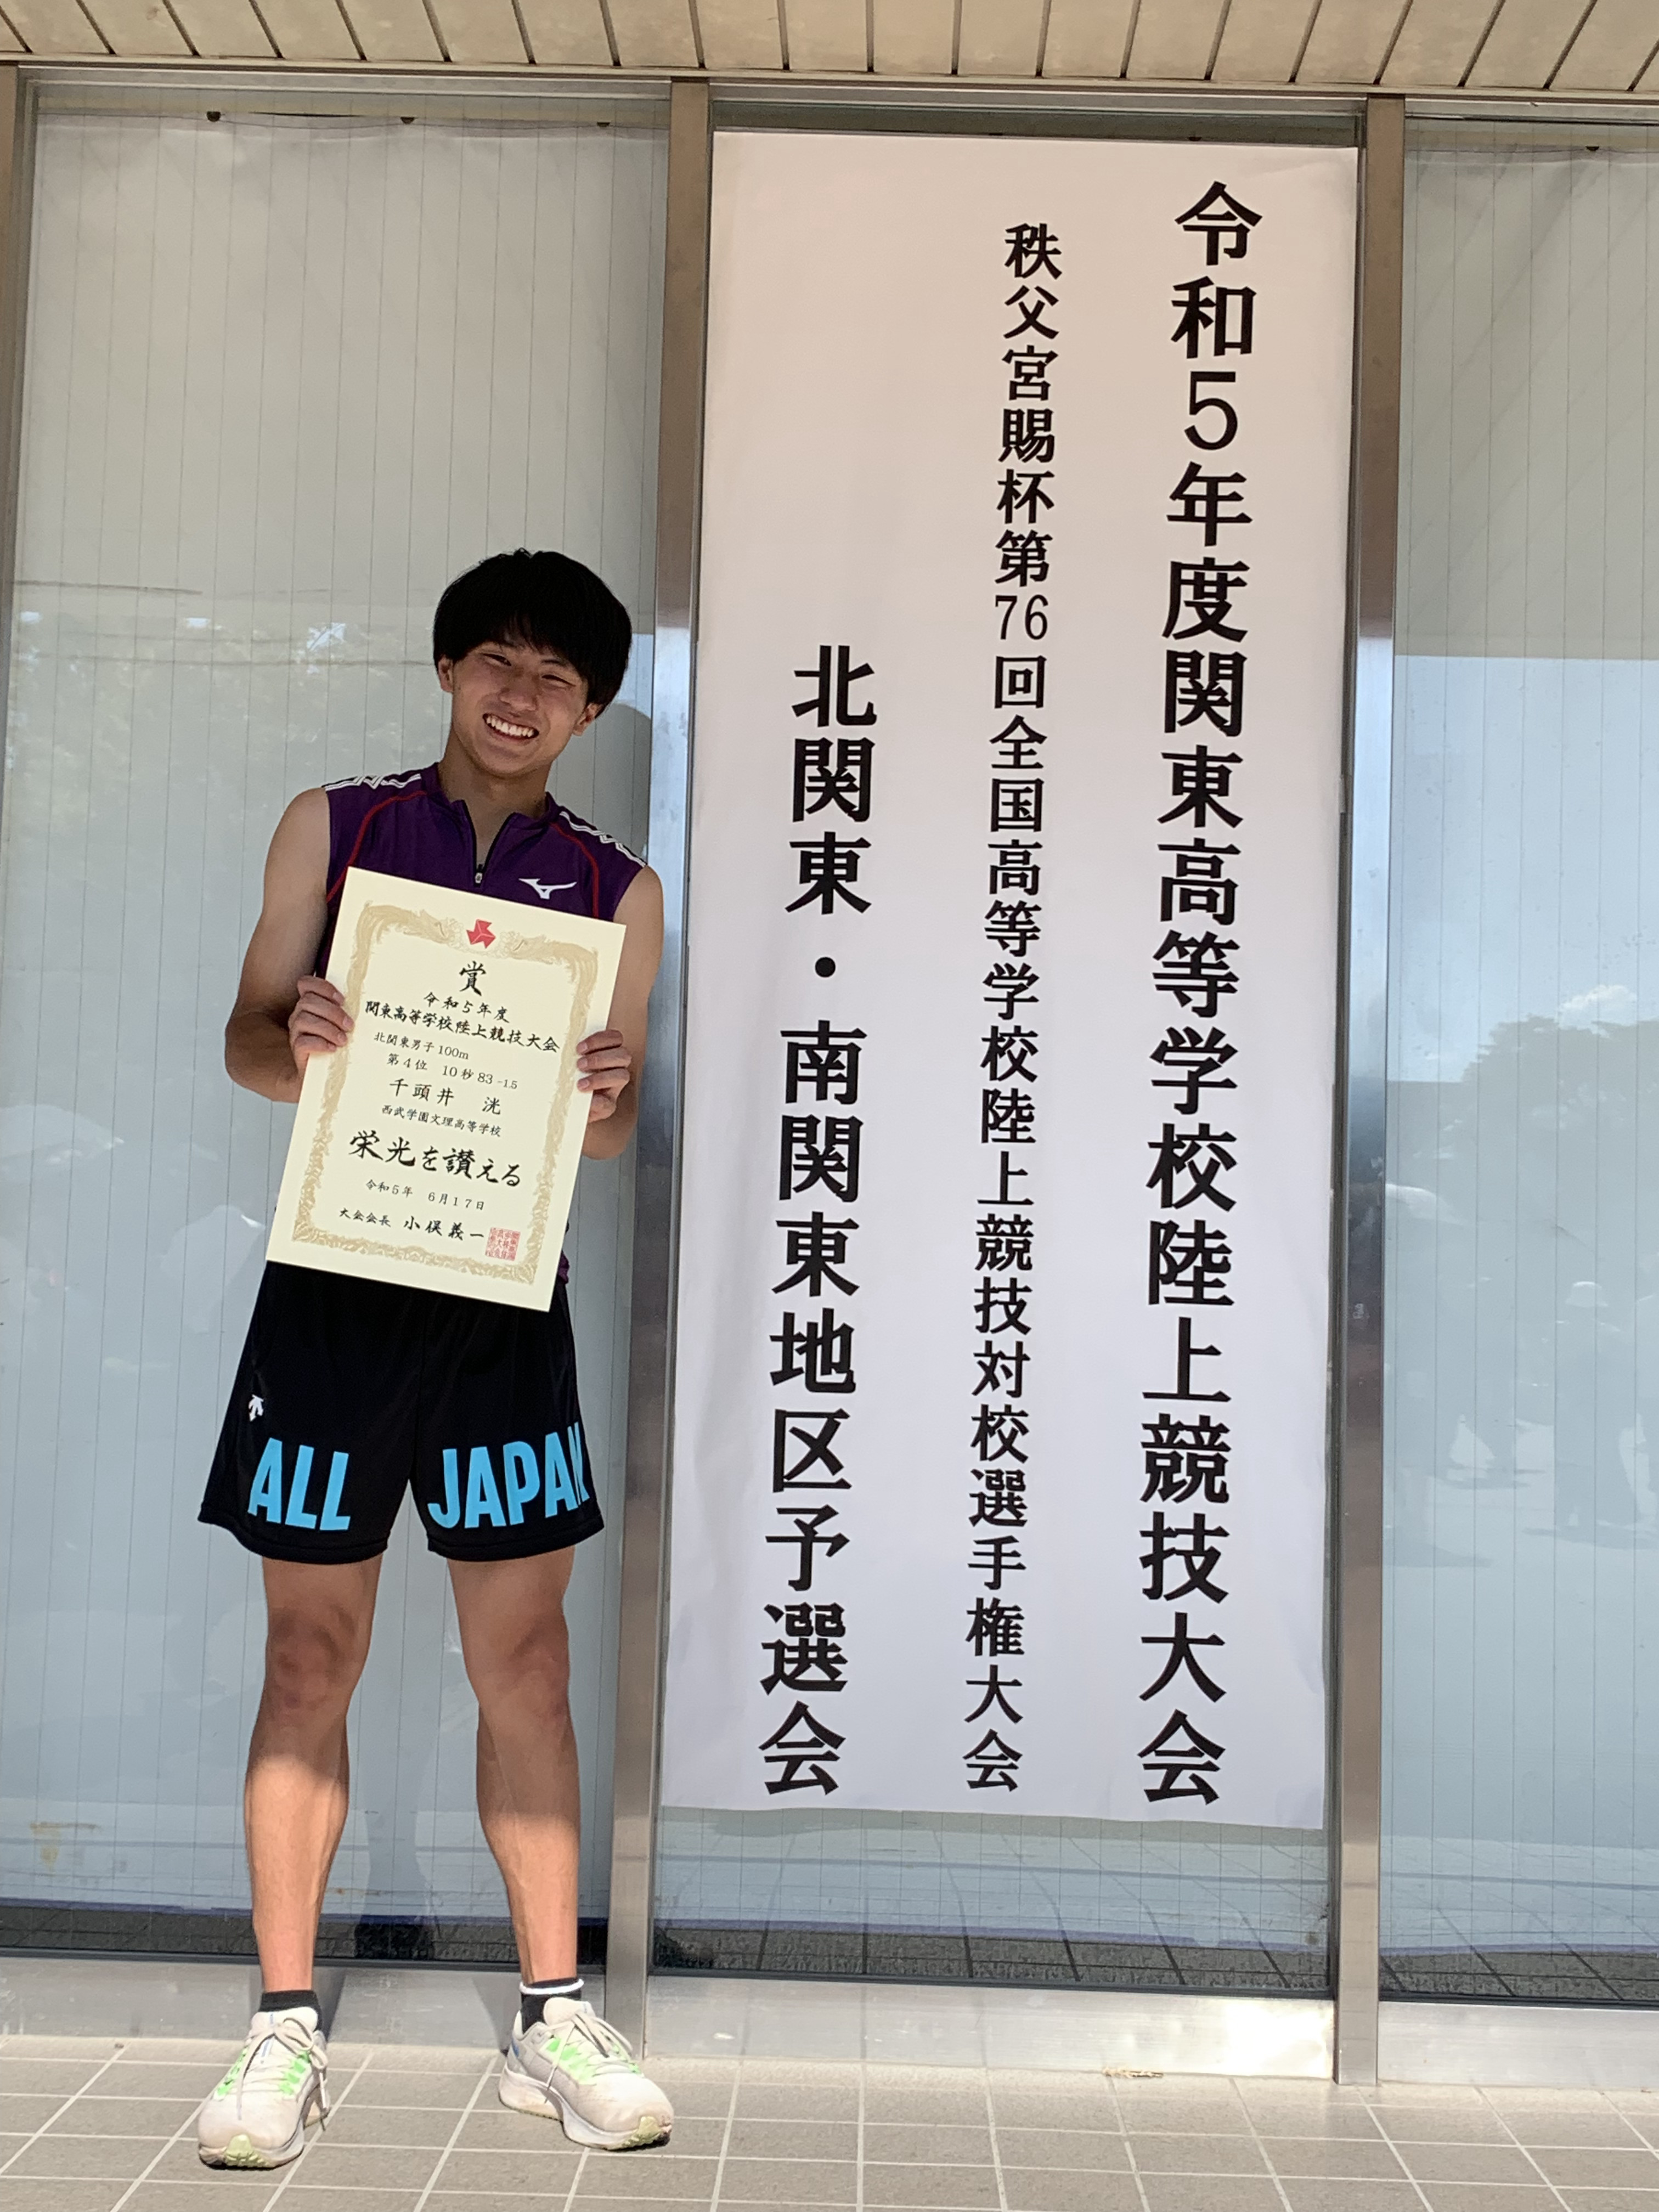 令和5年度関東高等学校陸上競技大会
秩父宮賜杯第76回全国高等学校陸上競技対校選手権大会
北関東・南関東地区予選会
賞
令和5年度
関東高等学校陸上競技大会
北関東男子100m
第4位 10秒83 -1.5
千頭井 洸
西武学園文理高等学校
栄光を讃える
令和5年 6月17日
大会会長 小俣義一
ALL JAPAN